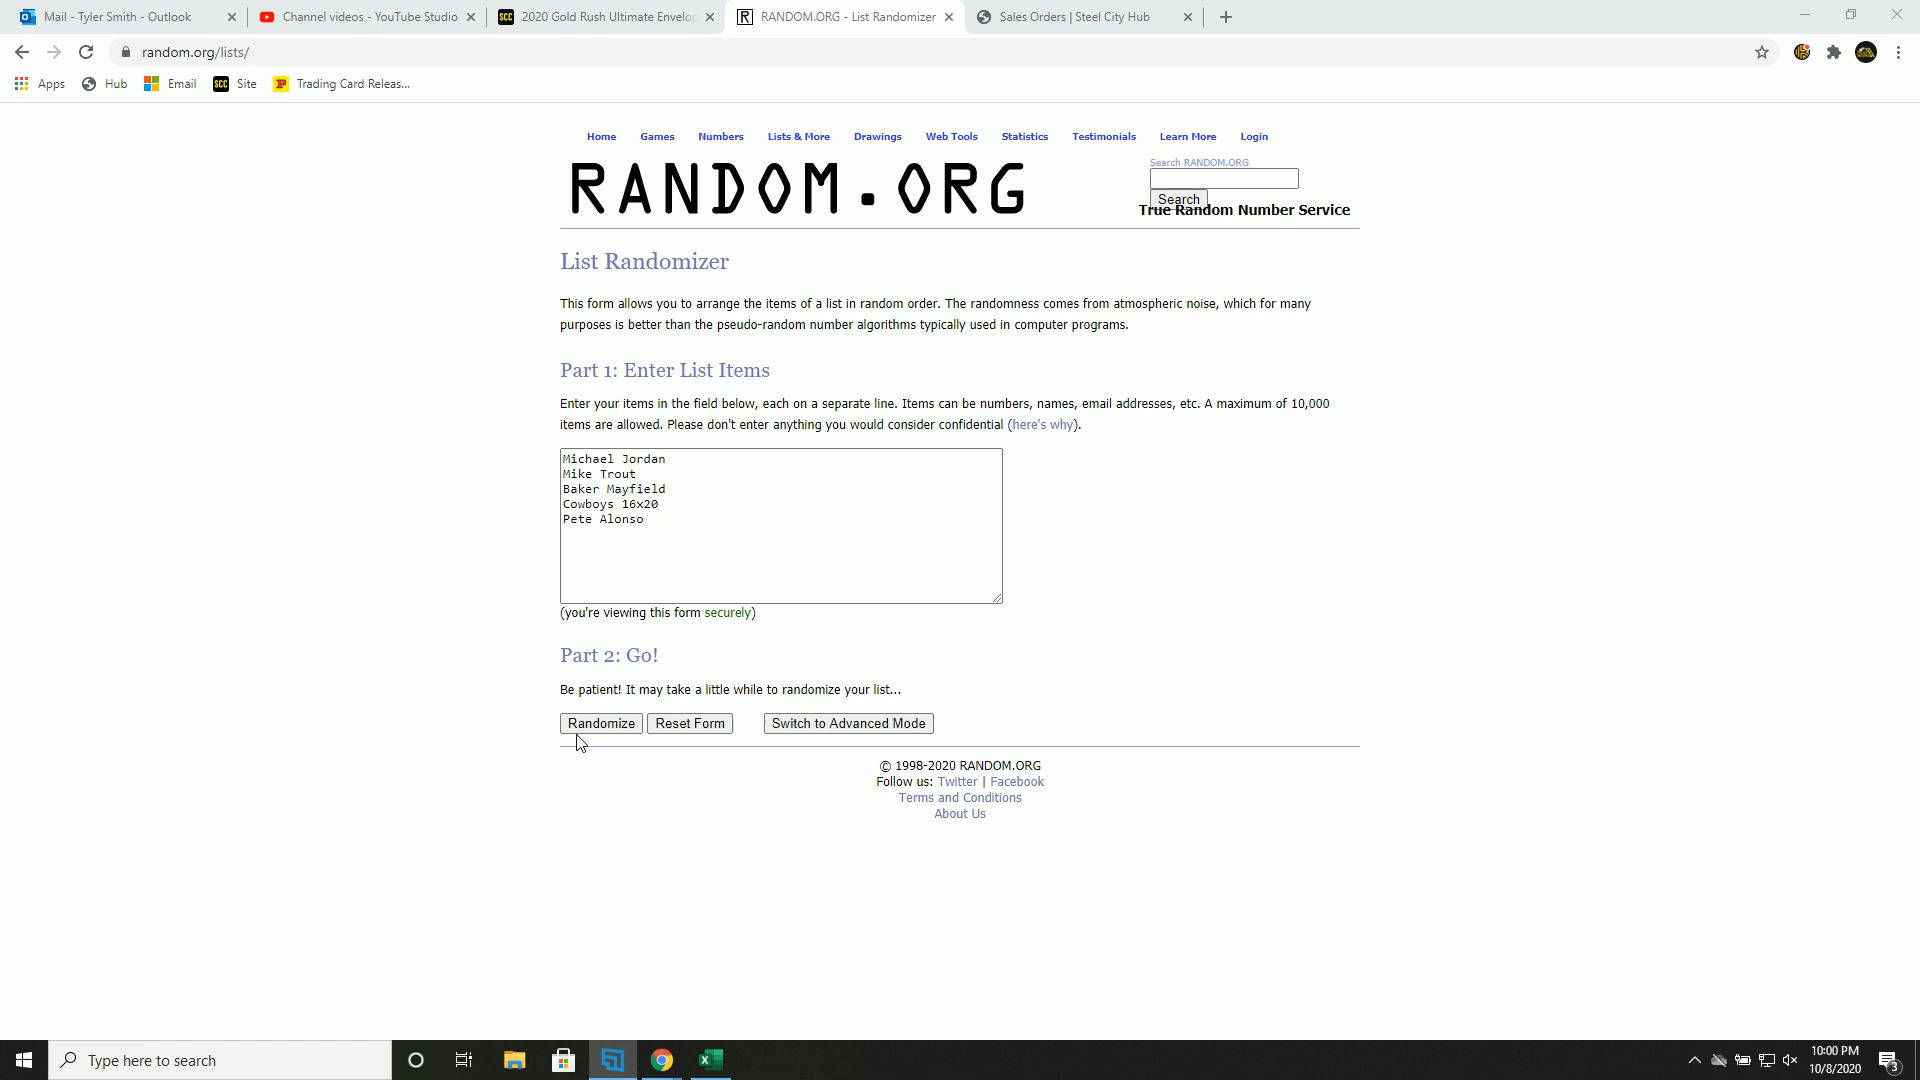 Mail - Tyler Smith - Outlook
Channel videos - YouTube Studio
SCC
2020 Gold Rush Ultimate Envelop
R
RANDOM.ORG - List Randomizer
Sales Orders | Steel City Hub
random.org/lists/
Apps
Hub
Email
SCC
Site
P
Trading Card Releas...
Home
Games
Numbers
Lists & More
Drawings
Web Tools
Statistics
Testimonials
Learn More
Login
RANDOM.ORG
Search RANDOM.ORG
Search
True Random Number Service
List Randomizer
This form allows you to arrange the items of a list in random order. The randomness comes from atmospheric noise, which for many
purposes is better than the pseudo-random number algorithms typically used in computer programs.
Part 1: Enter List Items
Enter your items in the field below, each on a separate line. Items can be numbers, names, email addresses, etc. A maximum of 10,000
items are allowed. Please don't enter anything you would consider confidential (here's why).
Michael Jordan
Mike Trout
Baker Mayfield
Cowboys 16x20
Pete Alonso
(you're viewing this form securely)
Part 2: Go!
Be patient! It may take a little while to randomize your list...
Randomize
Reset Form
Switch to Advanced Mode
© 1998-2020 RANDOM.ORG
Follow us: Twitter | Facebook
Terms and Conditions
About Us
Type here to search
10:00 PM
10/8/2020
3